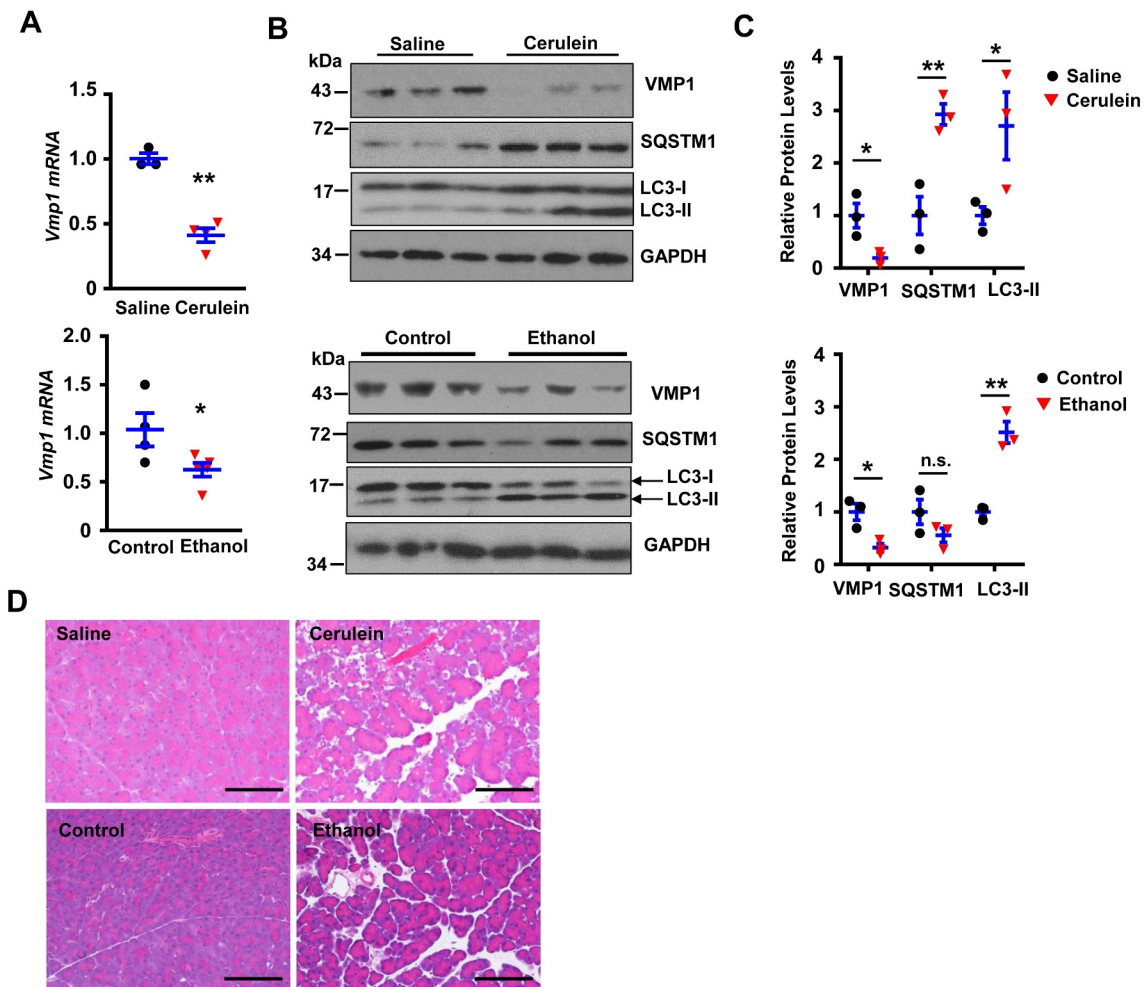 A
Vmp1 mRNA
1.5
1.0
0.5
0
**
Saline Cerulein
Vmp1 mRNA
2.0
1.5
1.0
0.5
0
*
Control Ethanol
B
kDa
Saline Cerulein
43
VMP1
72
SQSTM1
17
LC3-I
LC3-II
34
GAPDH
kDa
Control Ethanol
43
VMP1
72
SQSTM1
17
LC3-I
LC3-II
GAPDH
34
C
Relative Protein Levels
4
3
2
1
0
*
**
*
Saline
Cerulein
VMP1 SQSTM1 LC3-II
Relative Protein Levels
4
3
2
1
0
*
n.s.
**
Control
Ethanol
VMP1 SQSTM1 LC3-II
D
Saline
Cerulein
Control
Ethanol